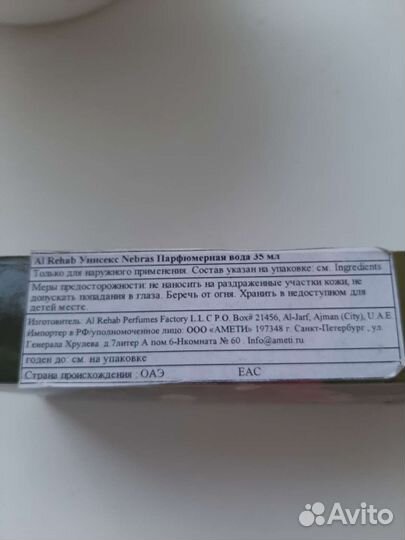 Al Rehab Унисекс Nebras Парфюмерная вода 35 мл
Только для наружного применения. Состав указан на упаковке: см. Ingredients
Меры предосторожности: не наносить на раздраженные участки кожи, не
допускать попадания в глаза. Беречь от огня. Хранить в недоступном для
детей месте.
Изготовитель: Al Rehab Perfumes Factory L.L.C P.O. Box# 21456, Al-Jarf, Ajman (City), U.A.E
Импортер в РФ/уполномоченное лицо: ООО «АМЕТИ» 197348 г. Санкт-Петербург , ул.
Генерала Хрулева д.7литер А пом 6-Нкомната № 60 . Info@ameti.ru
годен до: см. на упаковке
Страна происхождения : ОАЭ EAC
Avito